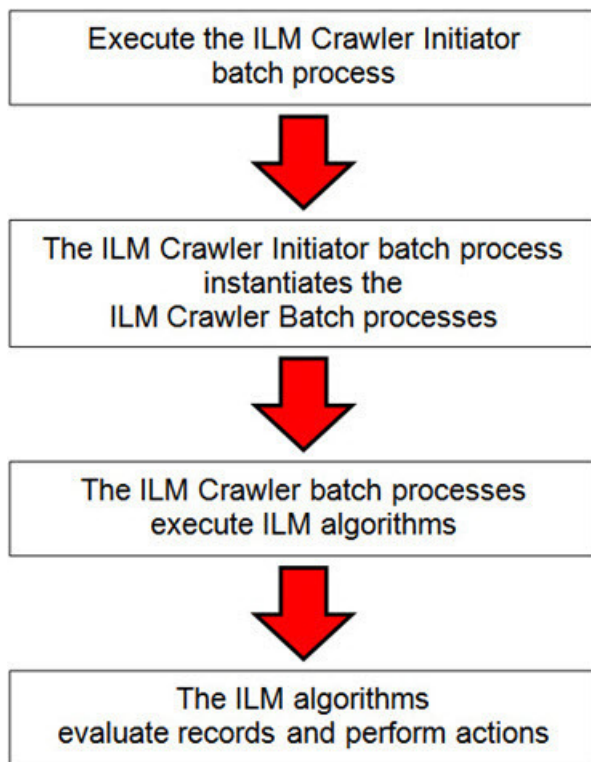 Execute the ILM Crawler Initiator
batch process
The ILM Crawler Initiator batch process
instantiates the
ILM Crawler Batch processes
The ILM Crawler batch processes
execute ILM algorithms
The ILM algorithms
evaluate records and perform actions